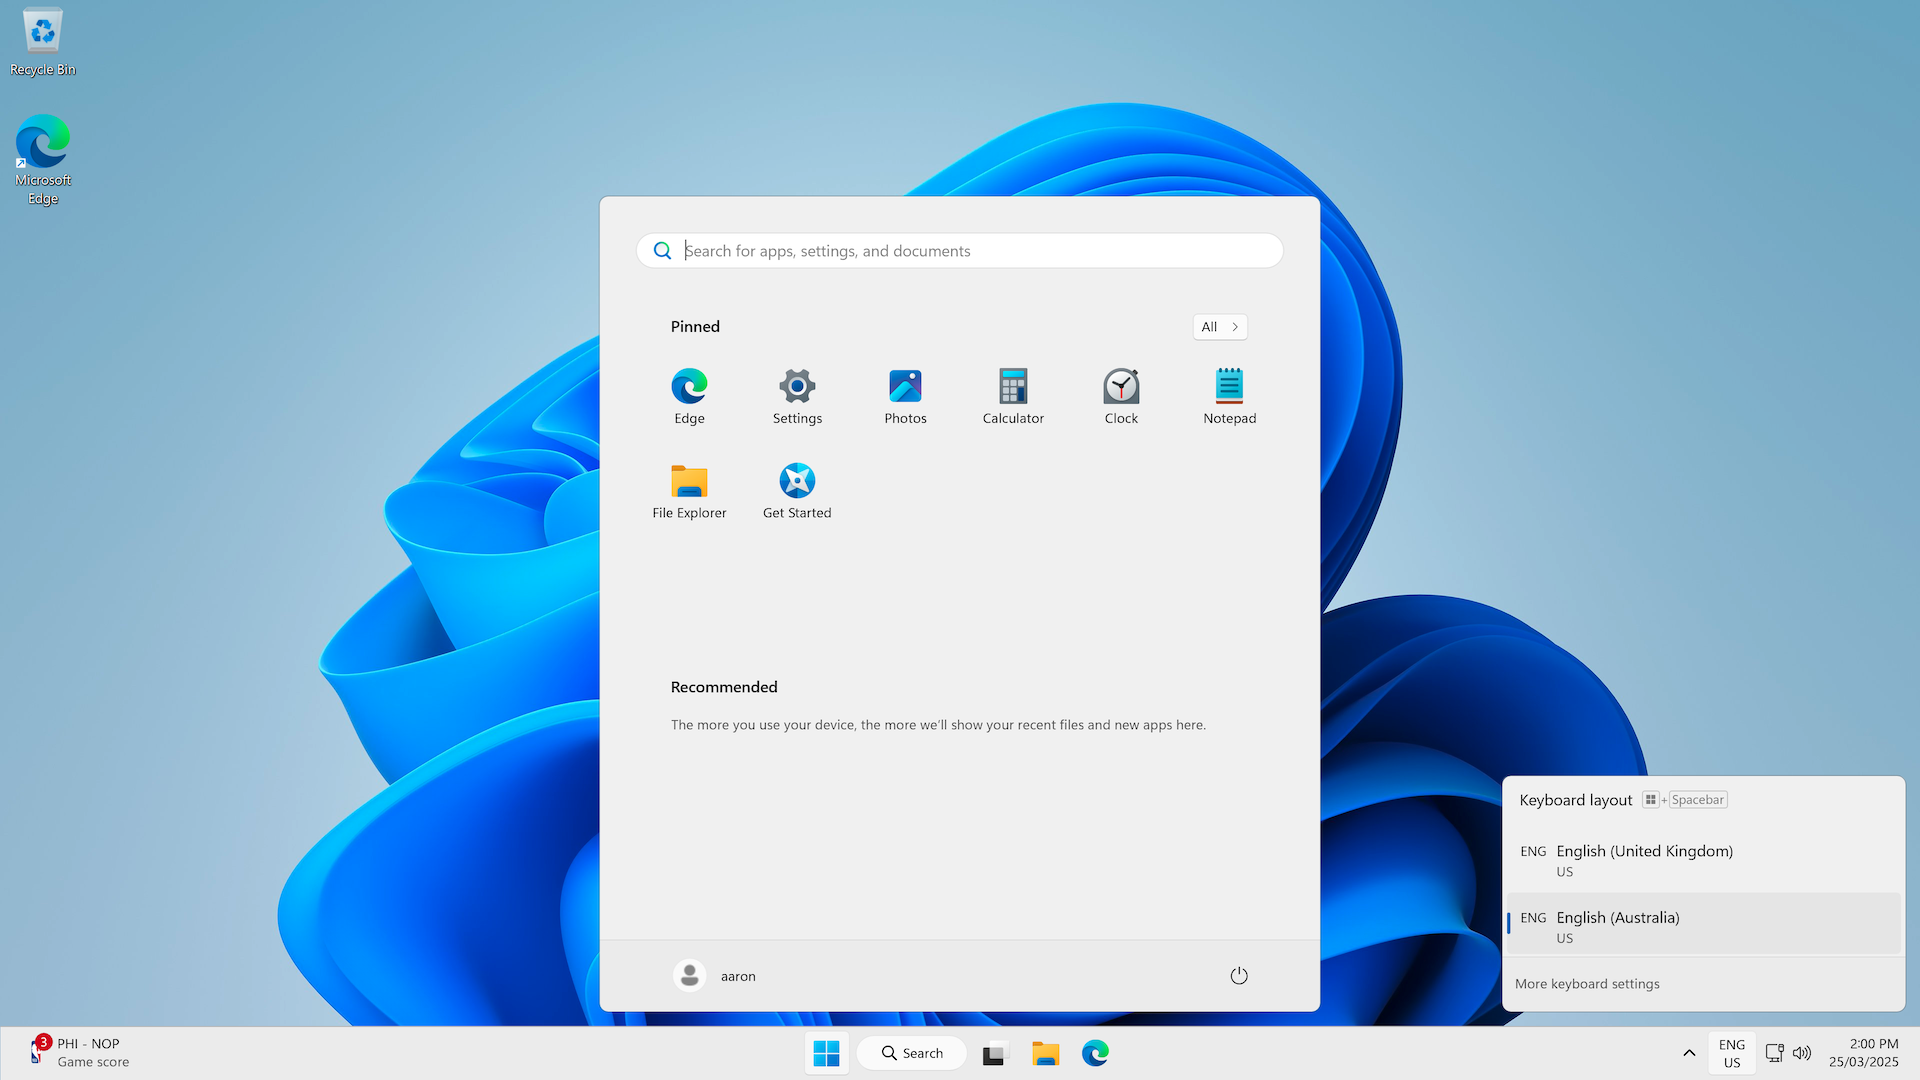 Recycle Bin
Microsoft
Edge
Search for apps, settings, and documents
Pinned
All
Edge
Settings
Photos
Calculator
Clock
Notepad
File Explorer
Get Started
Recommended
The more you use your device, the more we'll show your recent files and new apps here.
aaron
Keyboard layout + Spacebar
ENG English (United Kingdom)
US
ENG English (Australia)
US
More keyboard settings
3
PHI - NOP
Game score
Search
ENG
US
2:00 PM
25/03/2025